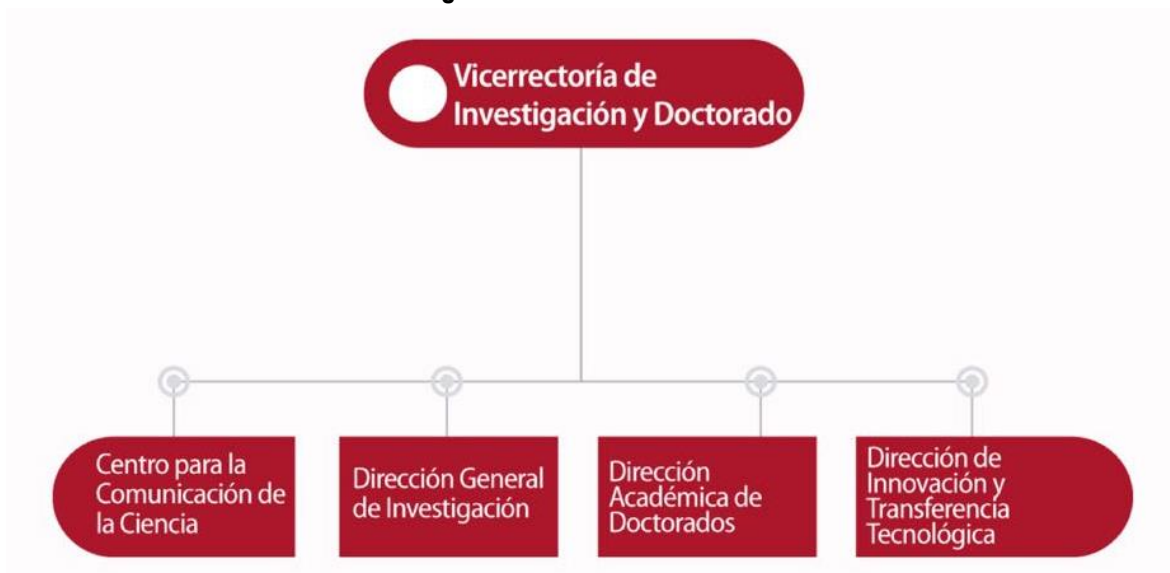 Vicerrectoría de
Investigación y Doctorado
Centro para la
Comunicación de
la Ciencia
Dirección General
de Investigación
Dirección
Académica de
Doctorados
Dirección de
Innovación y
Transferencia
Tecnológica